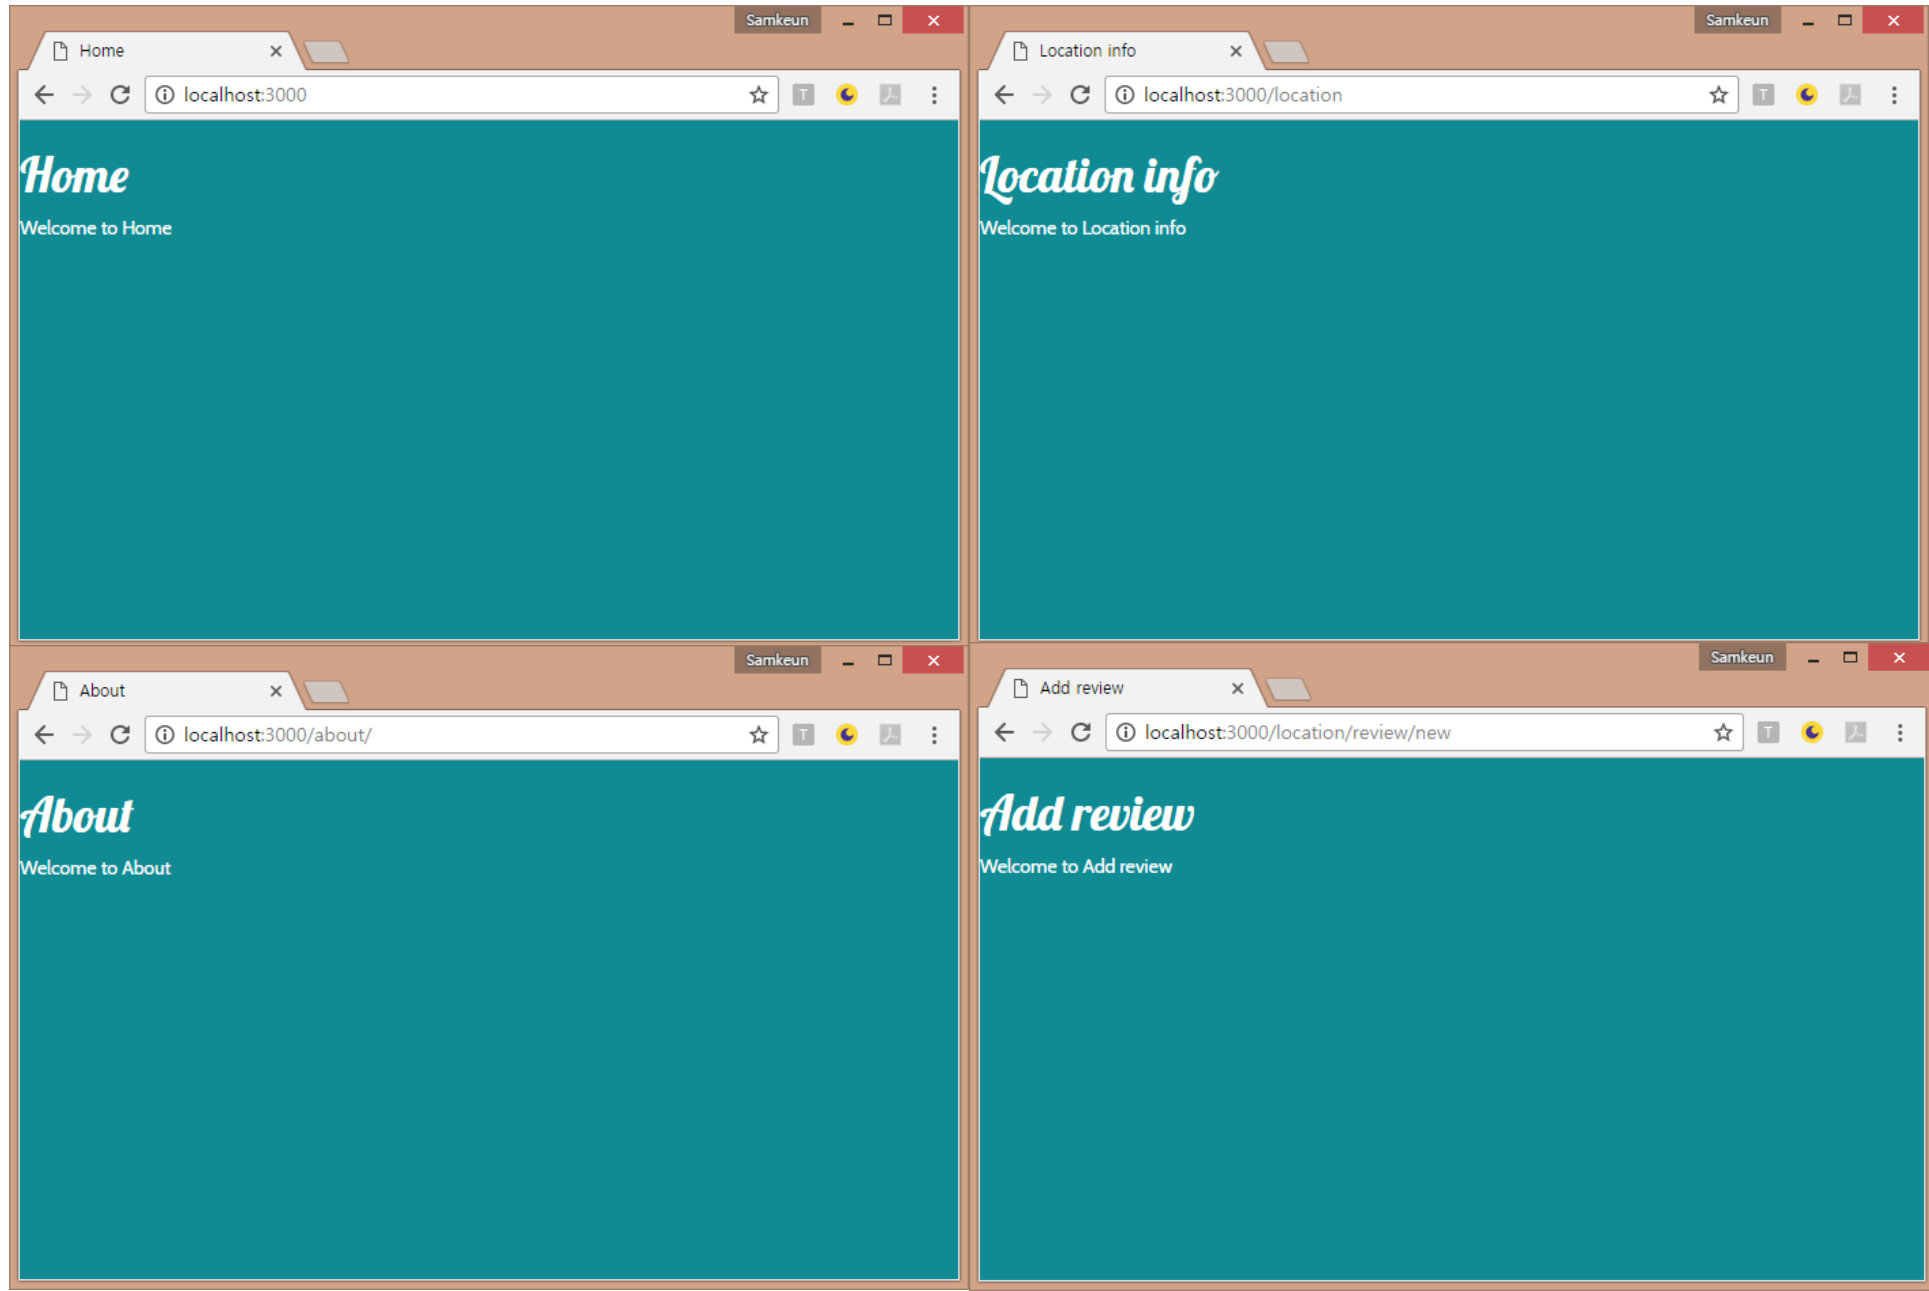 Samkeun
Home
localhost:3000
T
Home
Welcome to Home
Samkeun
Location info
localhost:3000/location
T
Location info
Welcome to Location info
Samkeun
About
localhost:3000/about/
T
About
Welcome to About
Samkeun
Add review
localhost:3000/location/review/new
T
Add review
Welcome to Add review